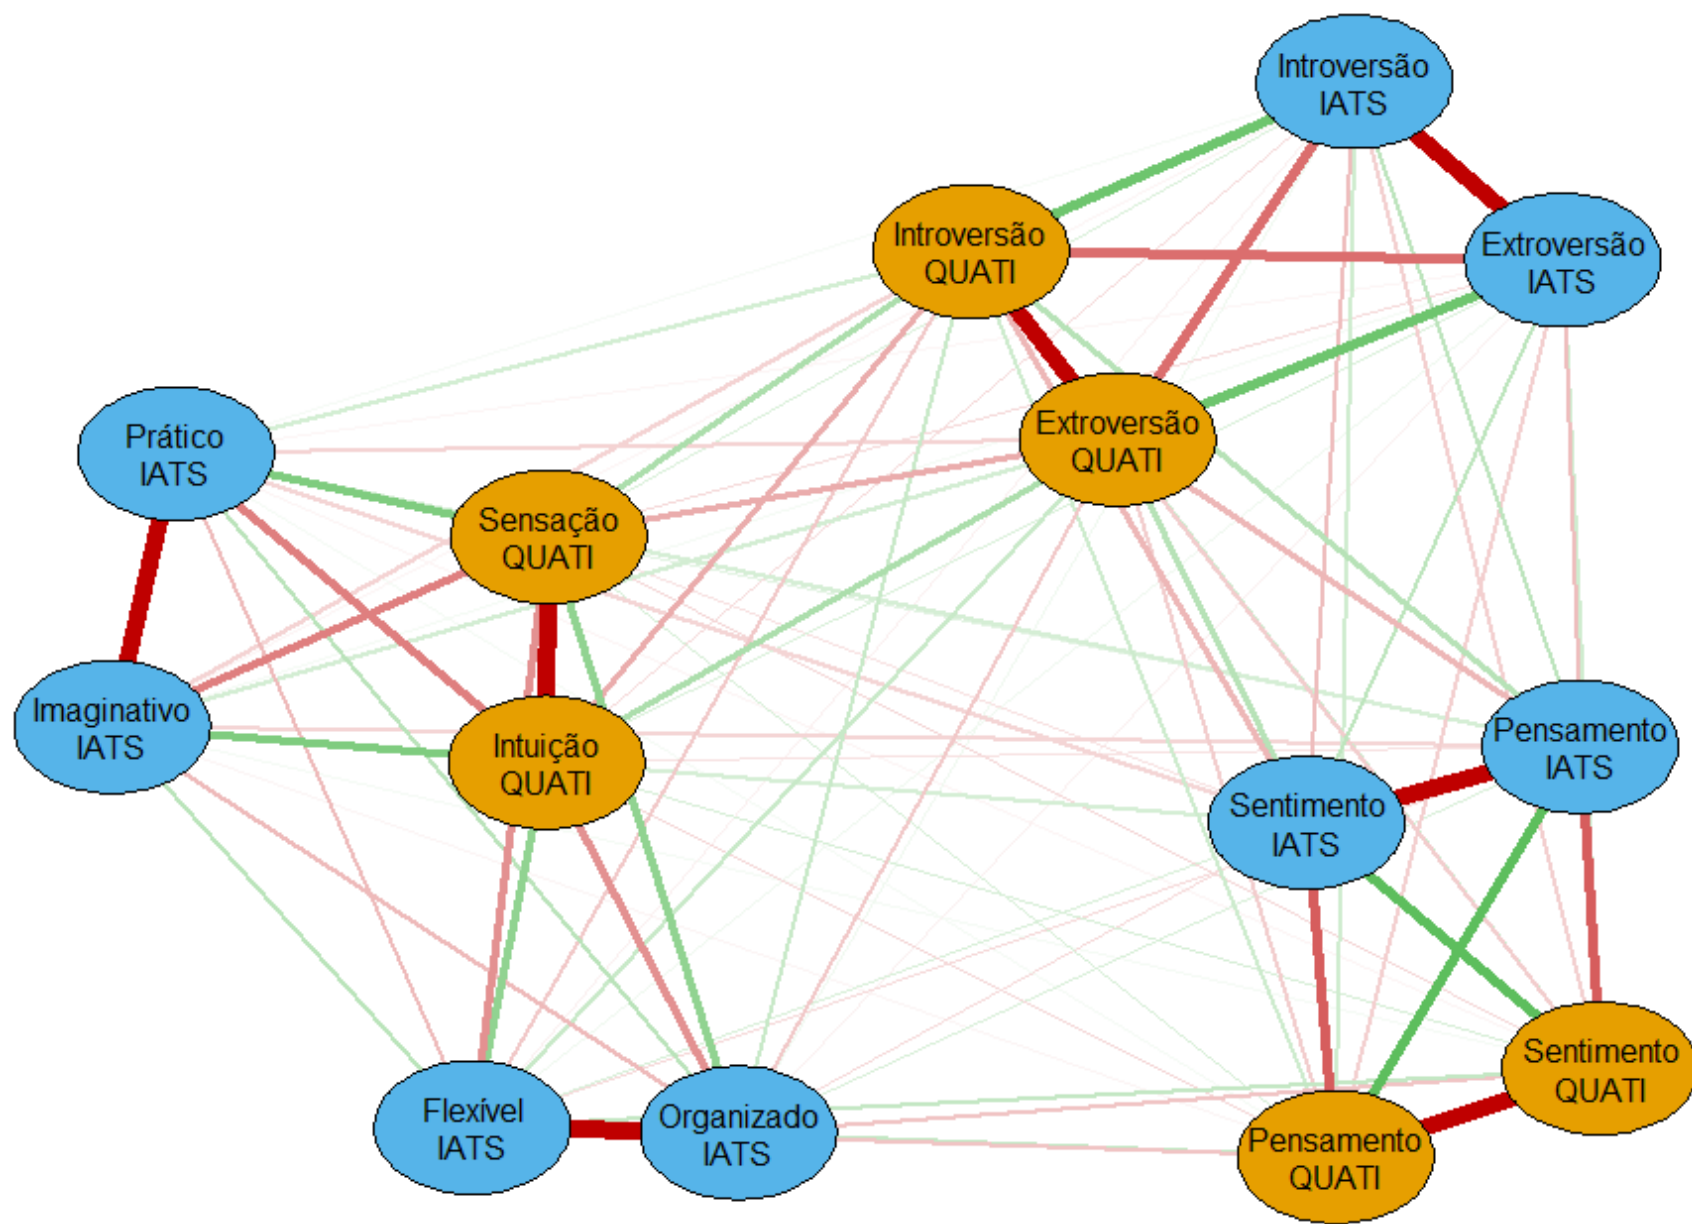 Introversão
IATS
Introversão
QUATI
Extroversão
IATS
Extroversão
QUATI
Prático
IATS
Sensação
QUATI
Imaginativo
IATS
Intuição
QUATI
Pensamento
IATS
Sentimento
IATS
Sentimento
QUATI
Flexível
IATS
Organizado
IATS
Pensamento
QUATI